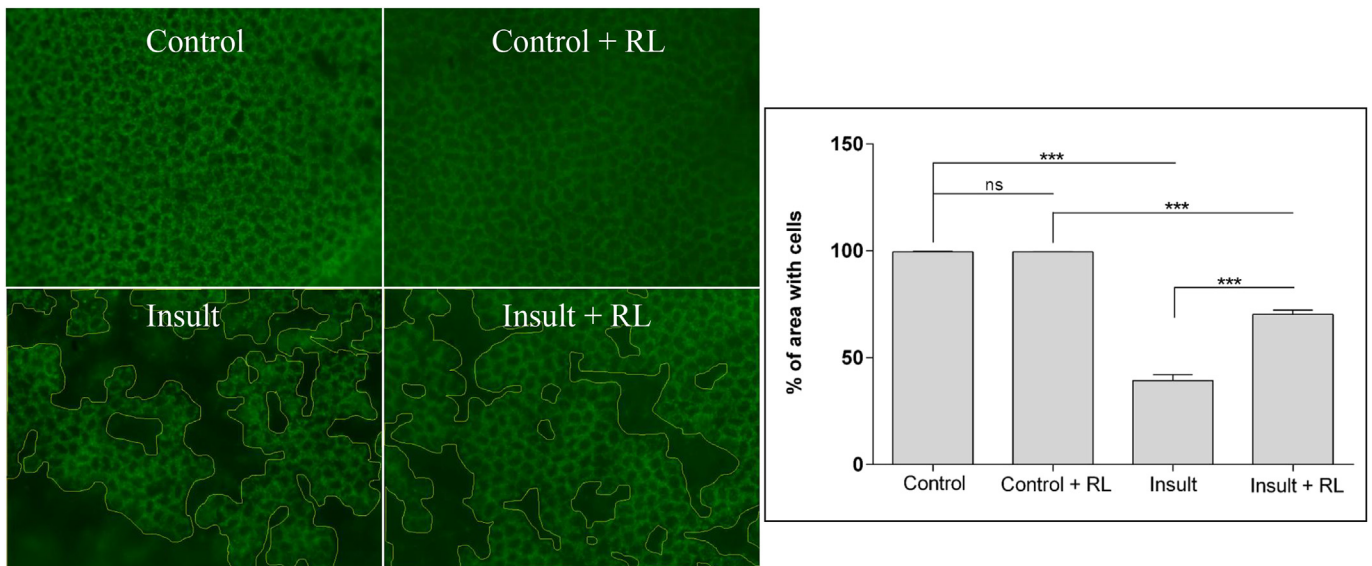 Control
Control + RL
Insult
Insult + RL
% of area with cells
150
100
50
0
***
ns
***
***
Control
Control + RL
Insult
Insult + RL